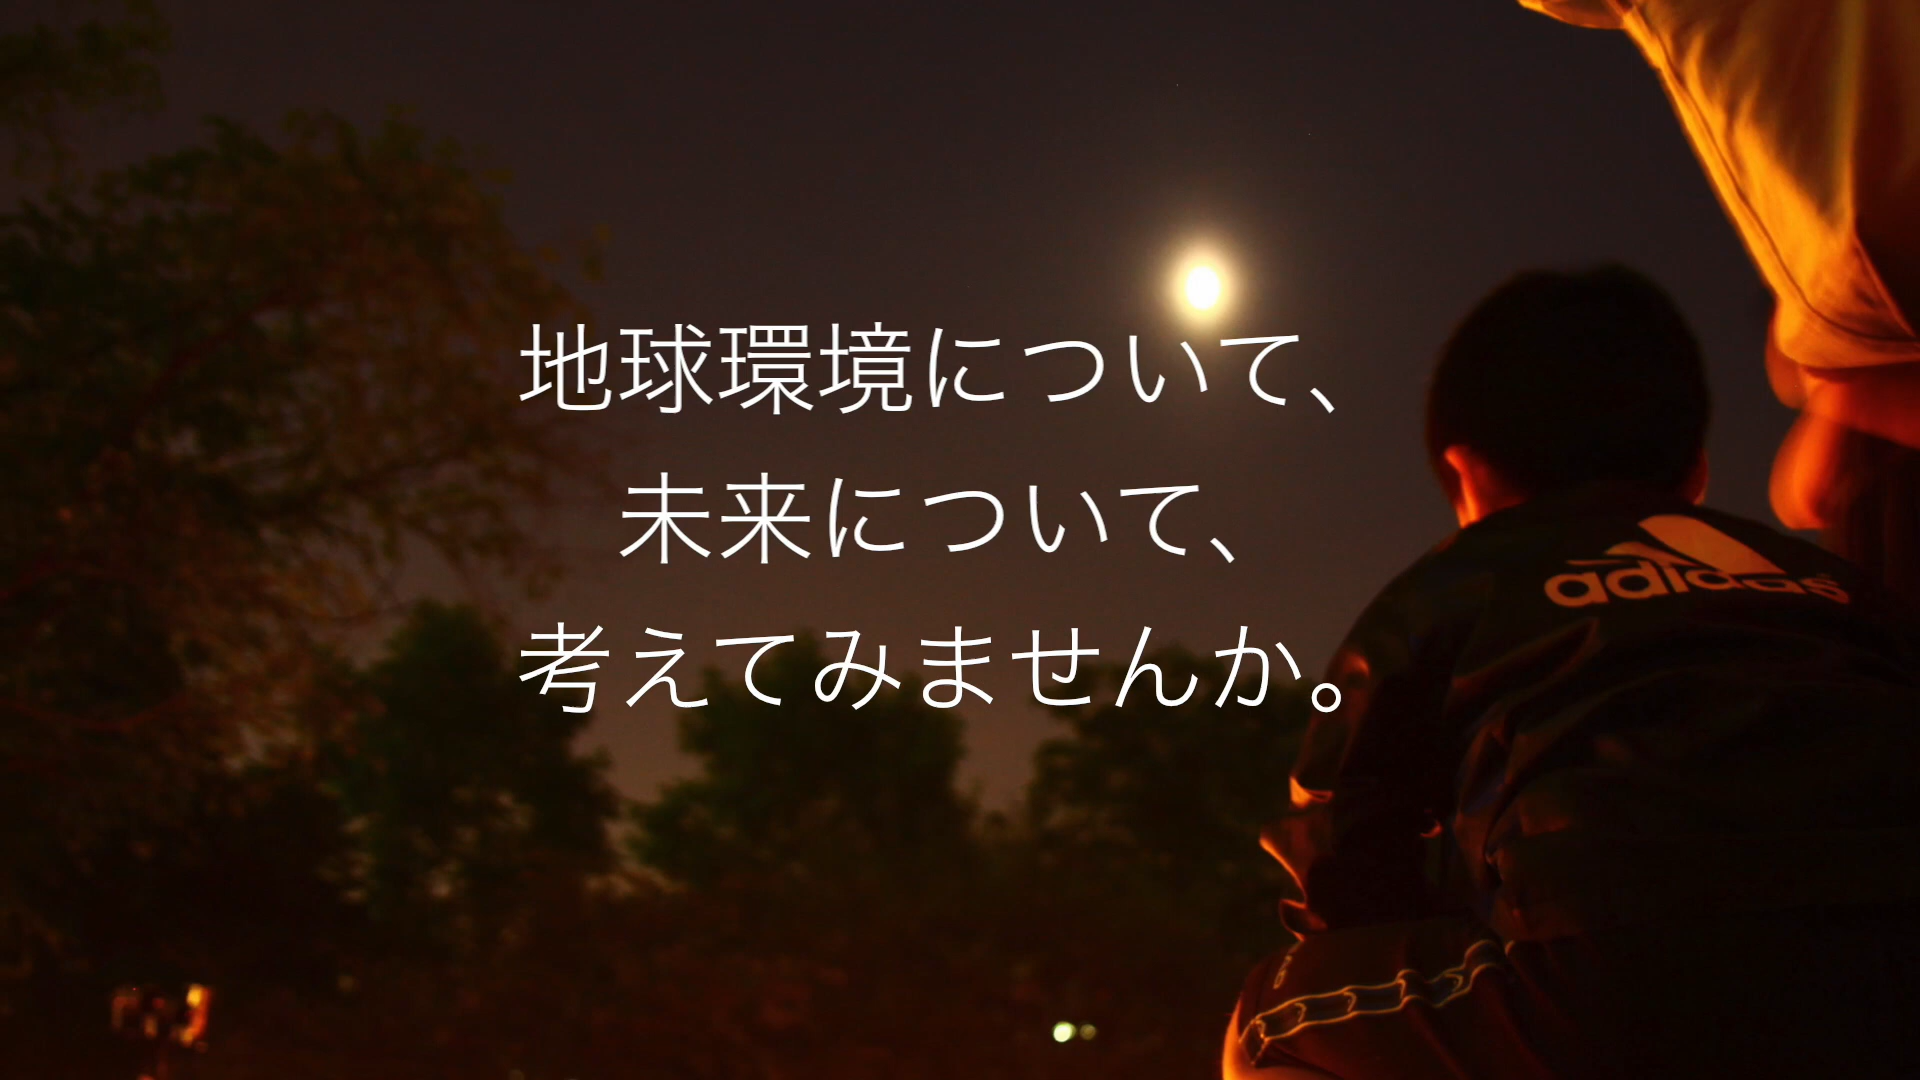 地球環境について、
未来について、
考えてみませんか。
adidas